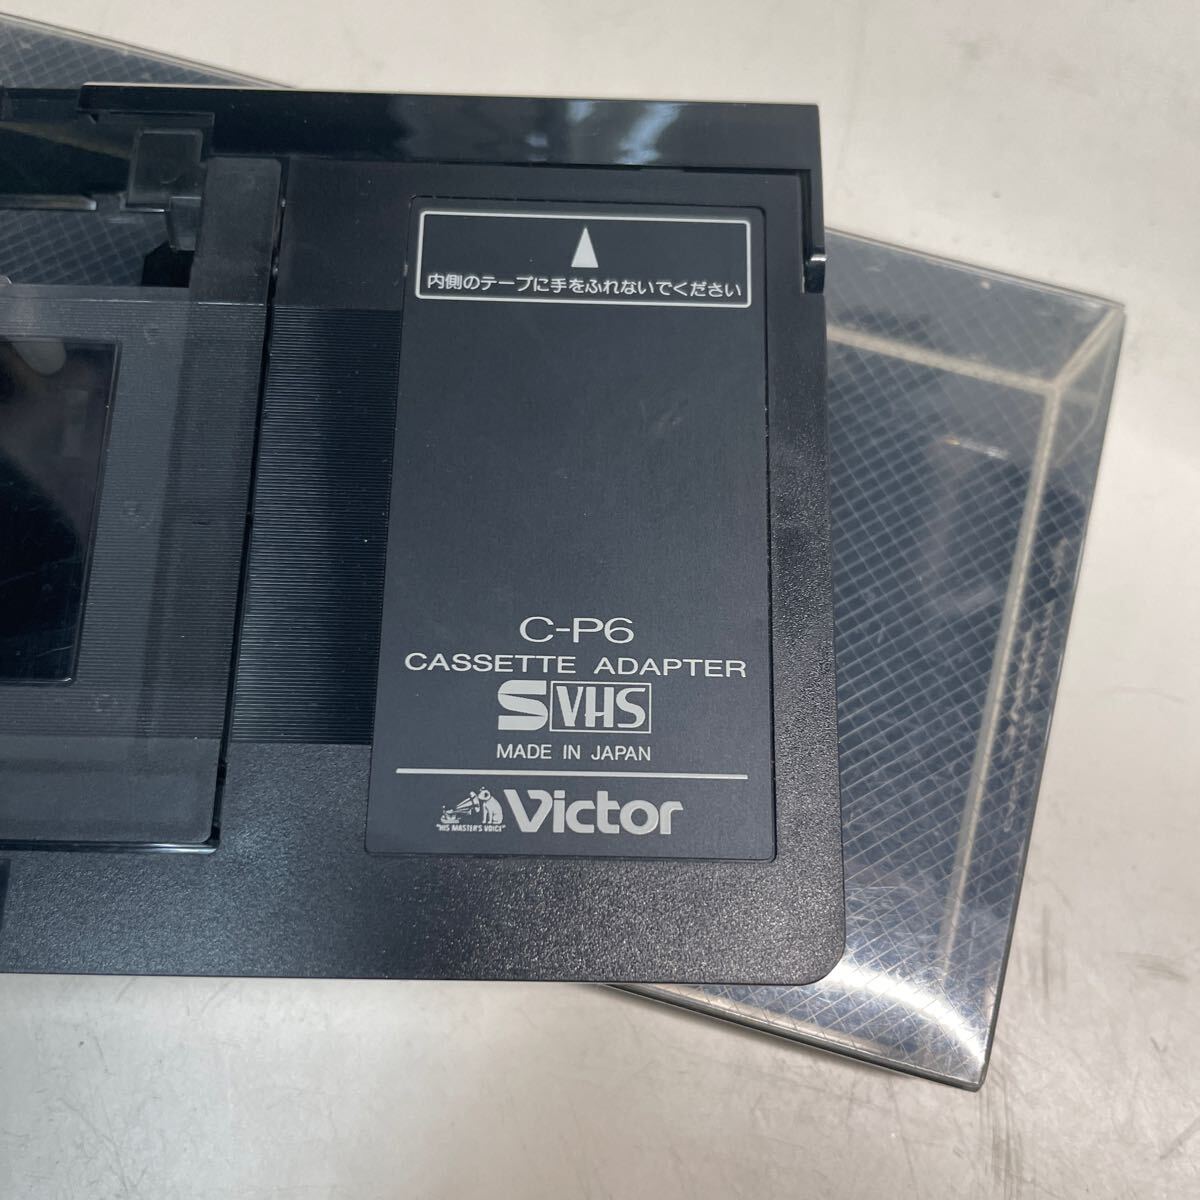 内側のテープに手をふれないでください
C-P6
CASSETTE ADAPTER
S VHS
MADE IN JAPAN
"HIS MASTER'S VOICE" Victor